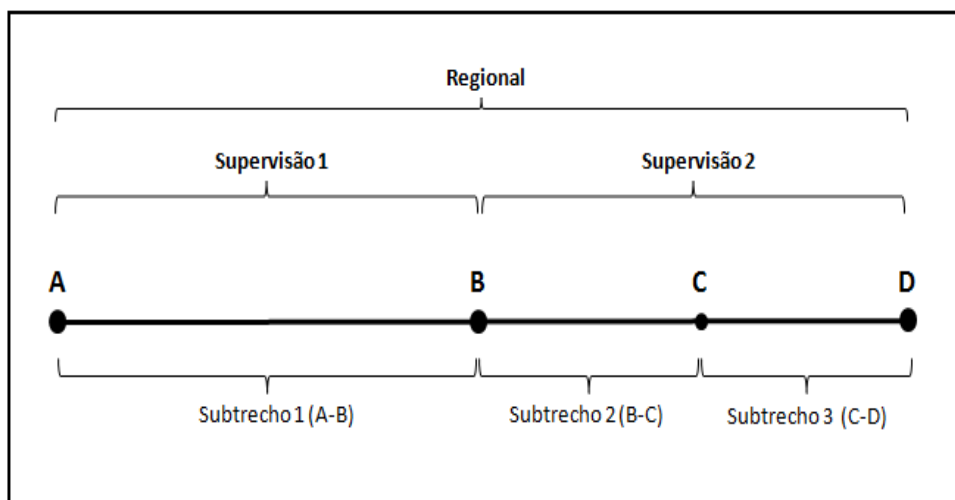 Regional
Supervisão 1 Supervisão 2
A B C D
Subtrecho 1 (A-B) Subtrecho 2 (B-C) Subtrecho 3 (C-D)